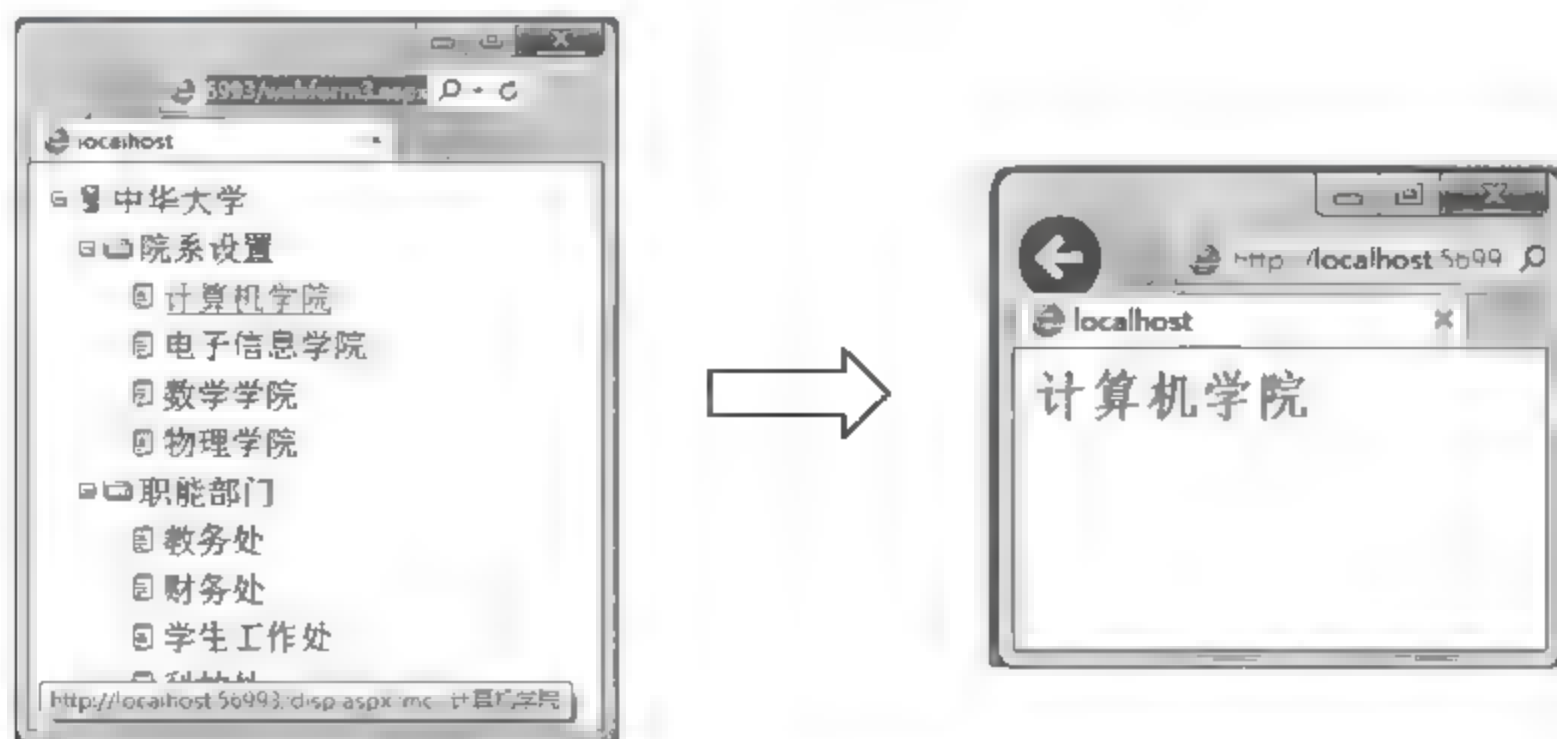 localhost
中华大学
院系设置
计算机学院
电子信息学院
数学学院
物理学院
职能部门
教务处
财务处
学生工作处
http://localhost
localhost
计算机学院